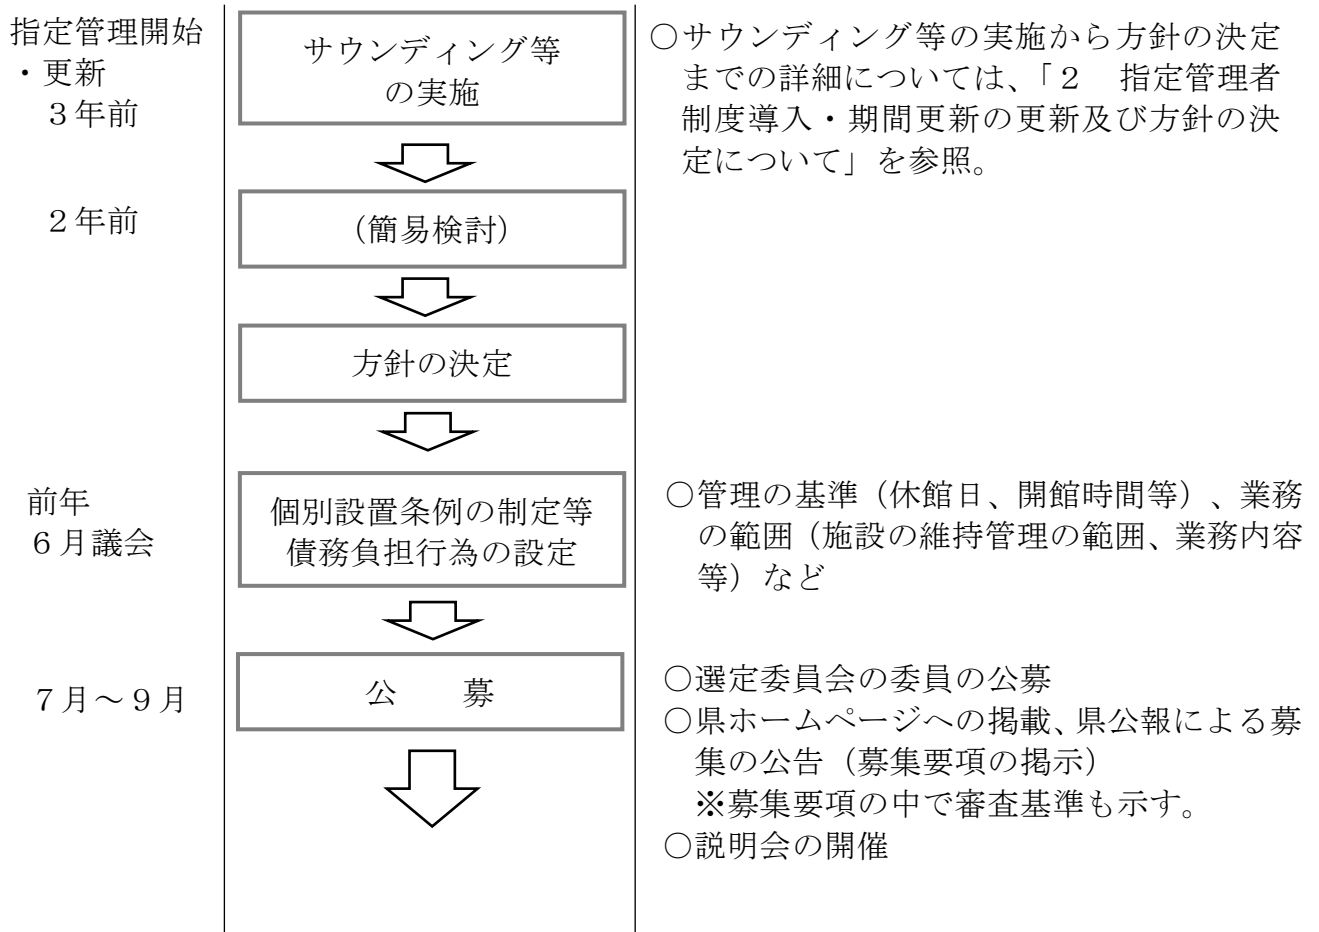 指定管理開始
・更新
３年前
サウンディング等
の実施
○サウンディング等の実施から方針の決定
までの詳細については、「２　指定管理者
制度導入・期間更新の更新及び方針の決
定について」を参照。
２年前
（簡易検討）
方針の決定
前年
６月議会
個別設置条例の制定等
債務負担行為の設定
○管理の基準（休館日、開館時間等）、業務
の範囲（施設の維持管理の範囲、業務内容
等）など
７月～９月
公　　募
○選定委員会の委員の公募
○県ホームページへの掲載、県公報による募
集の公告（募集要項の掲示）
※募集要項の中で審査基準も示す。
○説明会の開催